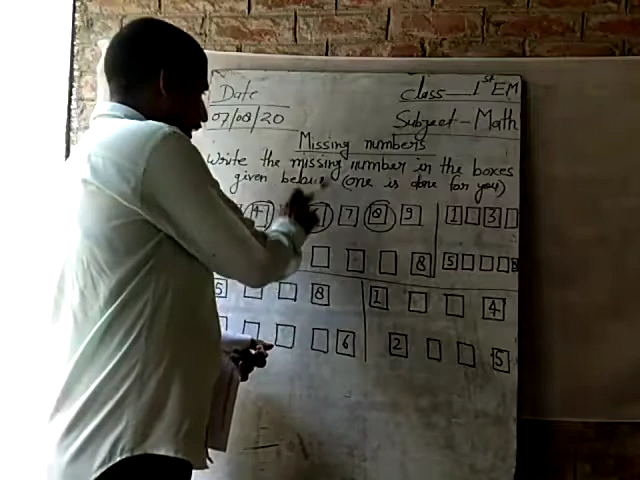 Date class 1st EM
07/08/20 Subject - Math
Missing numbers
Write the missing number in the boxes
given (one is done for you)
4 7 8 9 1 3
8 5
5 8 1 4
6 2 5